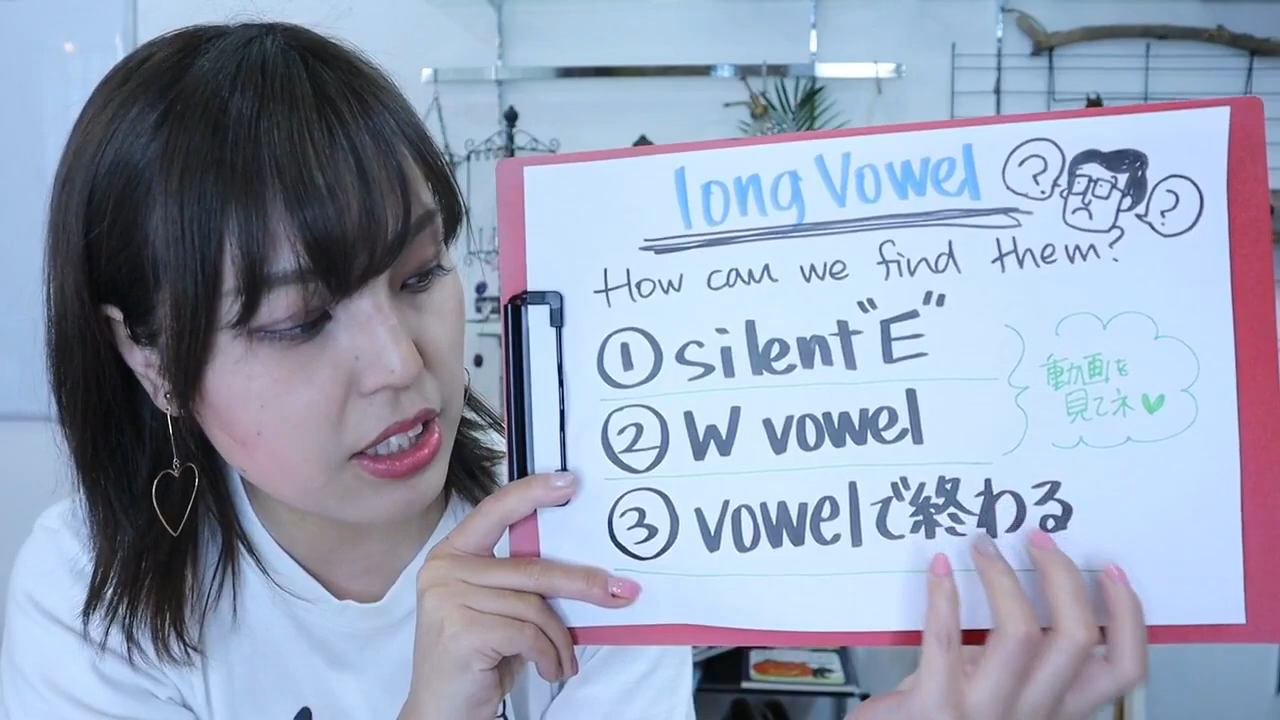 long Vowel
? ?
How can we find them?
① silent "E"
② W vowel
動画を
見てネ♥
③ vowelで終わる